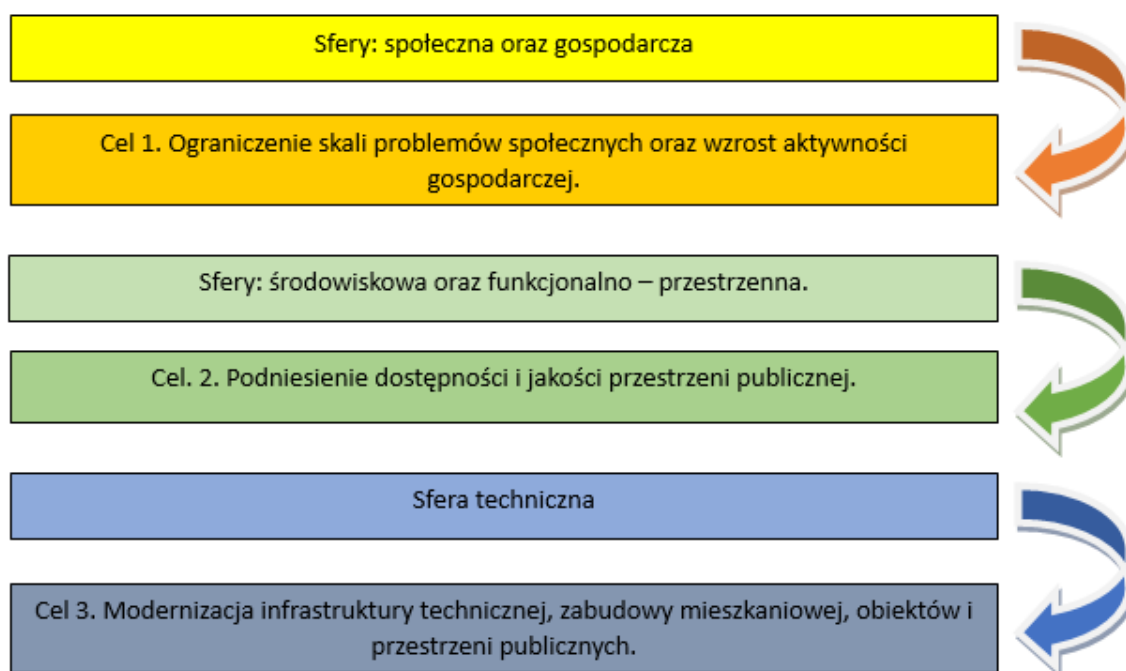 Sfery: społeczna oraz gospodarcza
Cel 1. Ograniczenie skali problemów społecznych oraz wzrost aktywności
gospodarczej.
Sfery: środowiskowa oraz funkcjonalno – przestrzenna.
Cel. 2. Podniesienie dostępności i jakości przestrzeni publicznej.
Sfera techniczna
Cel 3. Modernizacja infrastruktury technicznej, zabudowy mieszkaniowej, obiektów i
przestrzeni publicznych.